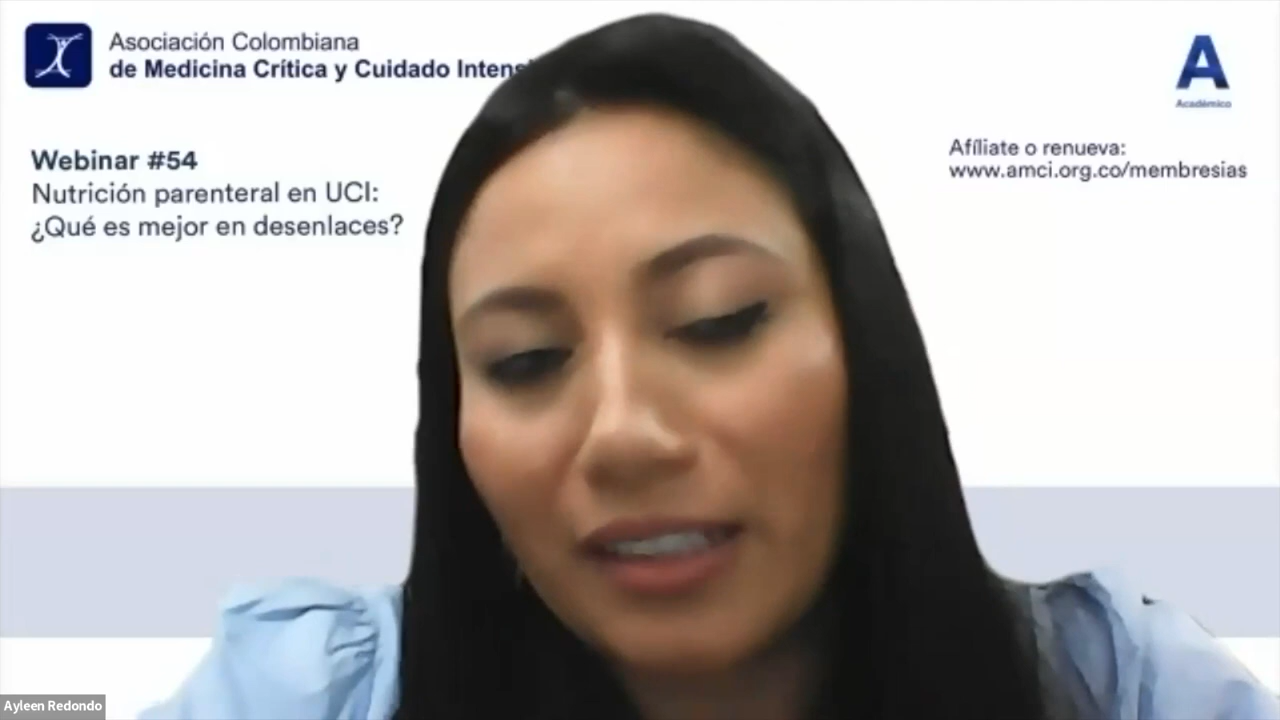 Asociación Colombiana
de Medicina Crítica y Cuidado
A
Académico
Webinar #54
Nutrición parenteral en UCI:
¿Qué es mejor en desenlaces?
Afíliate o renueva:
www.amci.org.co/membresias
Ayleen Redondo